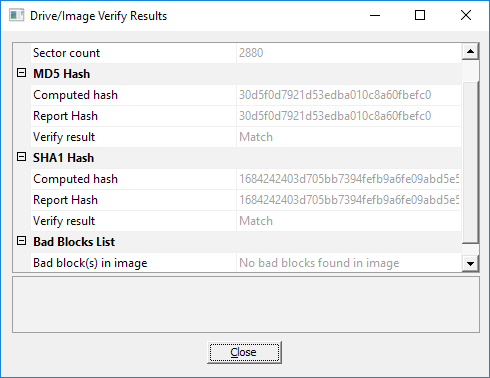 Drive/Image Verify Results
Sector count 2880
MD5 Hash
Computed hash 30d5f0d7921d53edba010c8a60fbefc0
Report Hash 30d5f0d7921d53edba010c8a60fbefc0
Verify result Match
SHA1 Hash
Computed hash 1684242403d705bb7394fefb9a6fe09abd5e5
Report Hash 1684242403d705bb7394fefb9a6fe09abd5e5
Verify result Match
Bad Blocks List
Bad block(s) in image No bad blocks found in image
Close